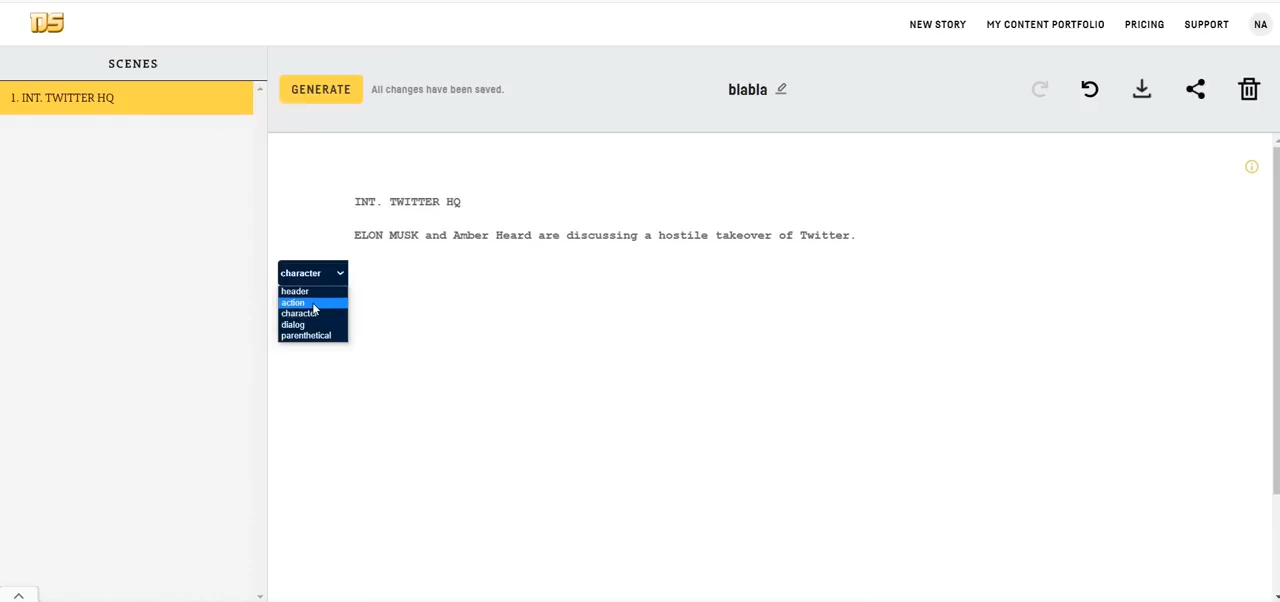 DS
NEW STORY
MY CONTENT PORTFOLIO
PRICING
SUPPORT
NA
SCENES
1. INT. TWITTER HQ
GENERATE
All changes have been saved.
blabla
INT. TWITTER HQ
ELON MUSK and Amber Heard are discussing a hostile takeover of Twitter.
character
header
action
character
dialog
parenthetical